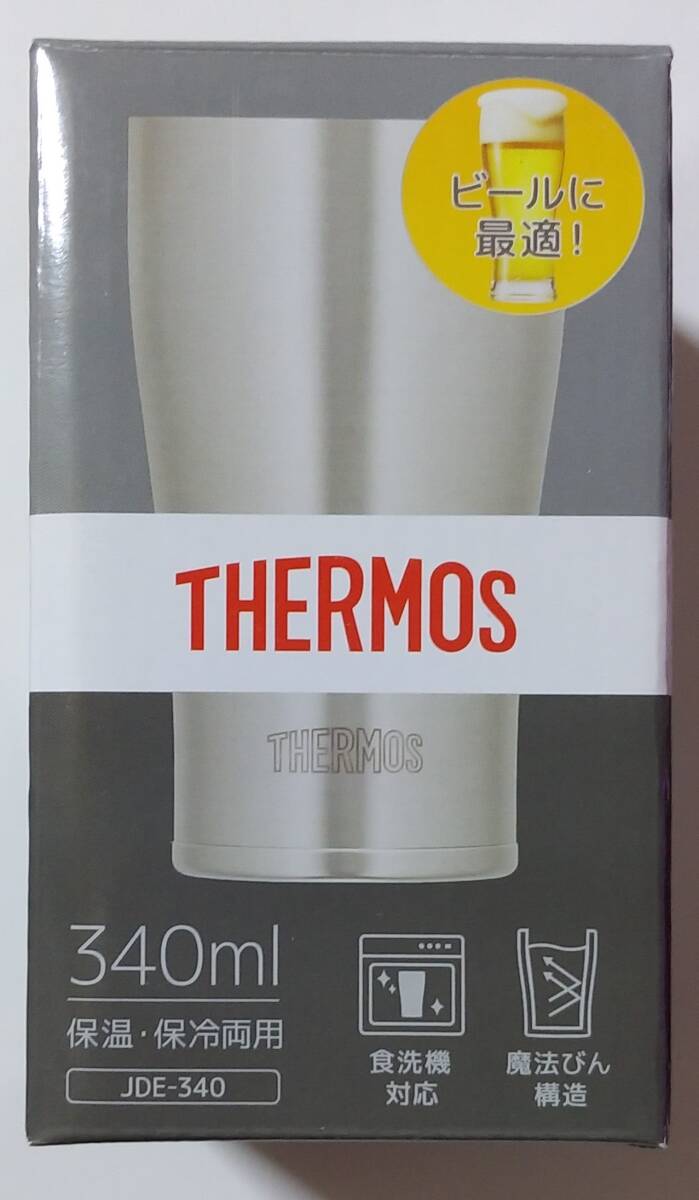 ビールに
最適!
THERMOS
THERMOS
340ml
保温・保冷両用
JDE-340
食洗機
対応
魔法びん
構造